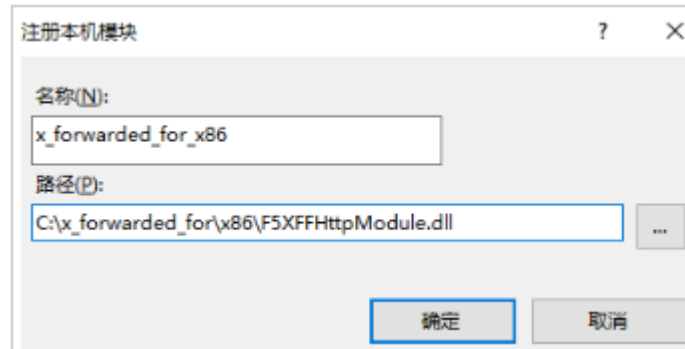 注册本机模块
?
名称(N):
x_forwarded_for_x86
路径(P):
C:\x_forwarded_for\x86\F5XFFHttpModule.dll
...
确定
取消